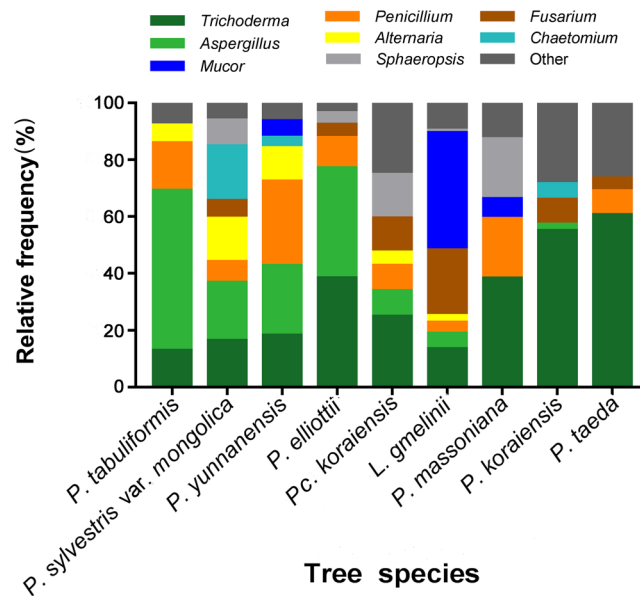 Trichoderma
Penicillium
Fusarium
Aspergillus
Alternaria
Chaetomium
Mucor
Sphaeropsis
Other
Relative frequency(%)
100
80
60
40
20
0
P. tabuliformis
P. sylvestris var. mongolica
P. yunnanensis
P. elliottii
Pc. koraiensis
L. gmelinii
P. massoniana
P. koraiensis
P. taeda
Tree species